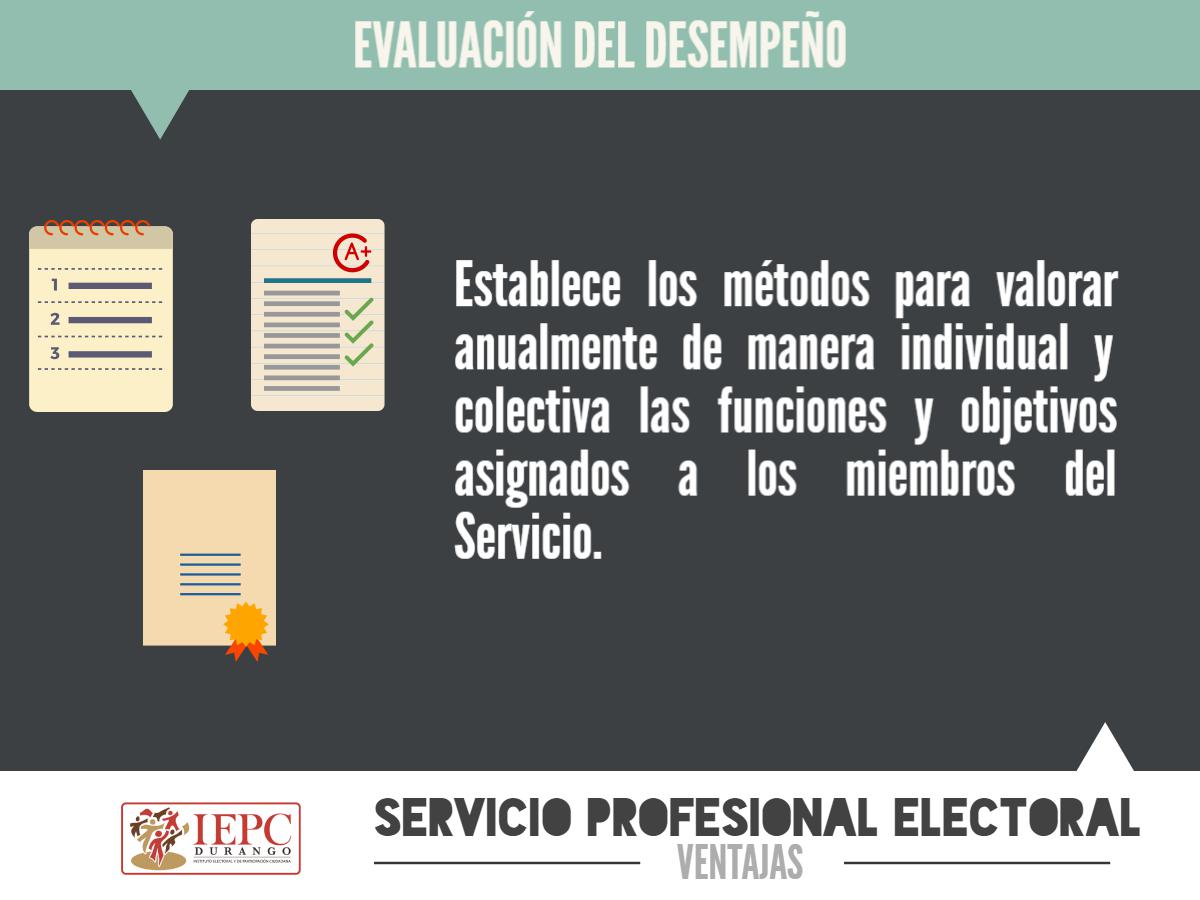 EVALUACIÓN DEL DESEMPEÑO
1
2
3
A+
Establece los métodos para valorar
anualmente de manera individual y
colectiva las funciones y objetivos
asignados a los miembros del
Servicio.
IEPC
DURANGO
INSTITUTO ELECTORAL Y DE PARTICIPACIÓN CIUDADANA
SERVICIO PROFESIONAL ELECTORAL
VENTAJAS